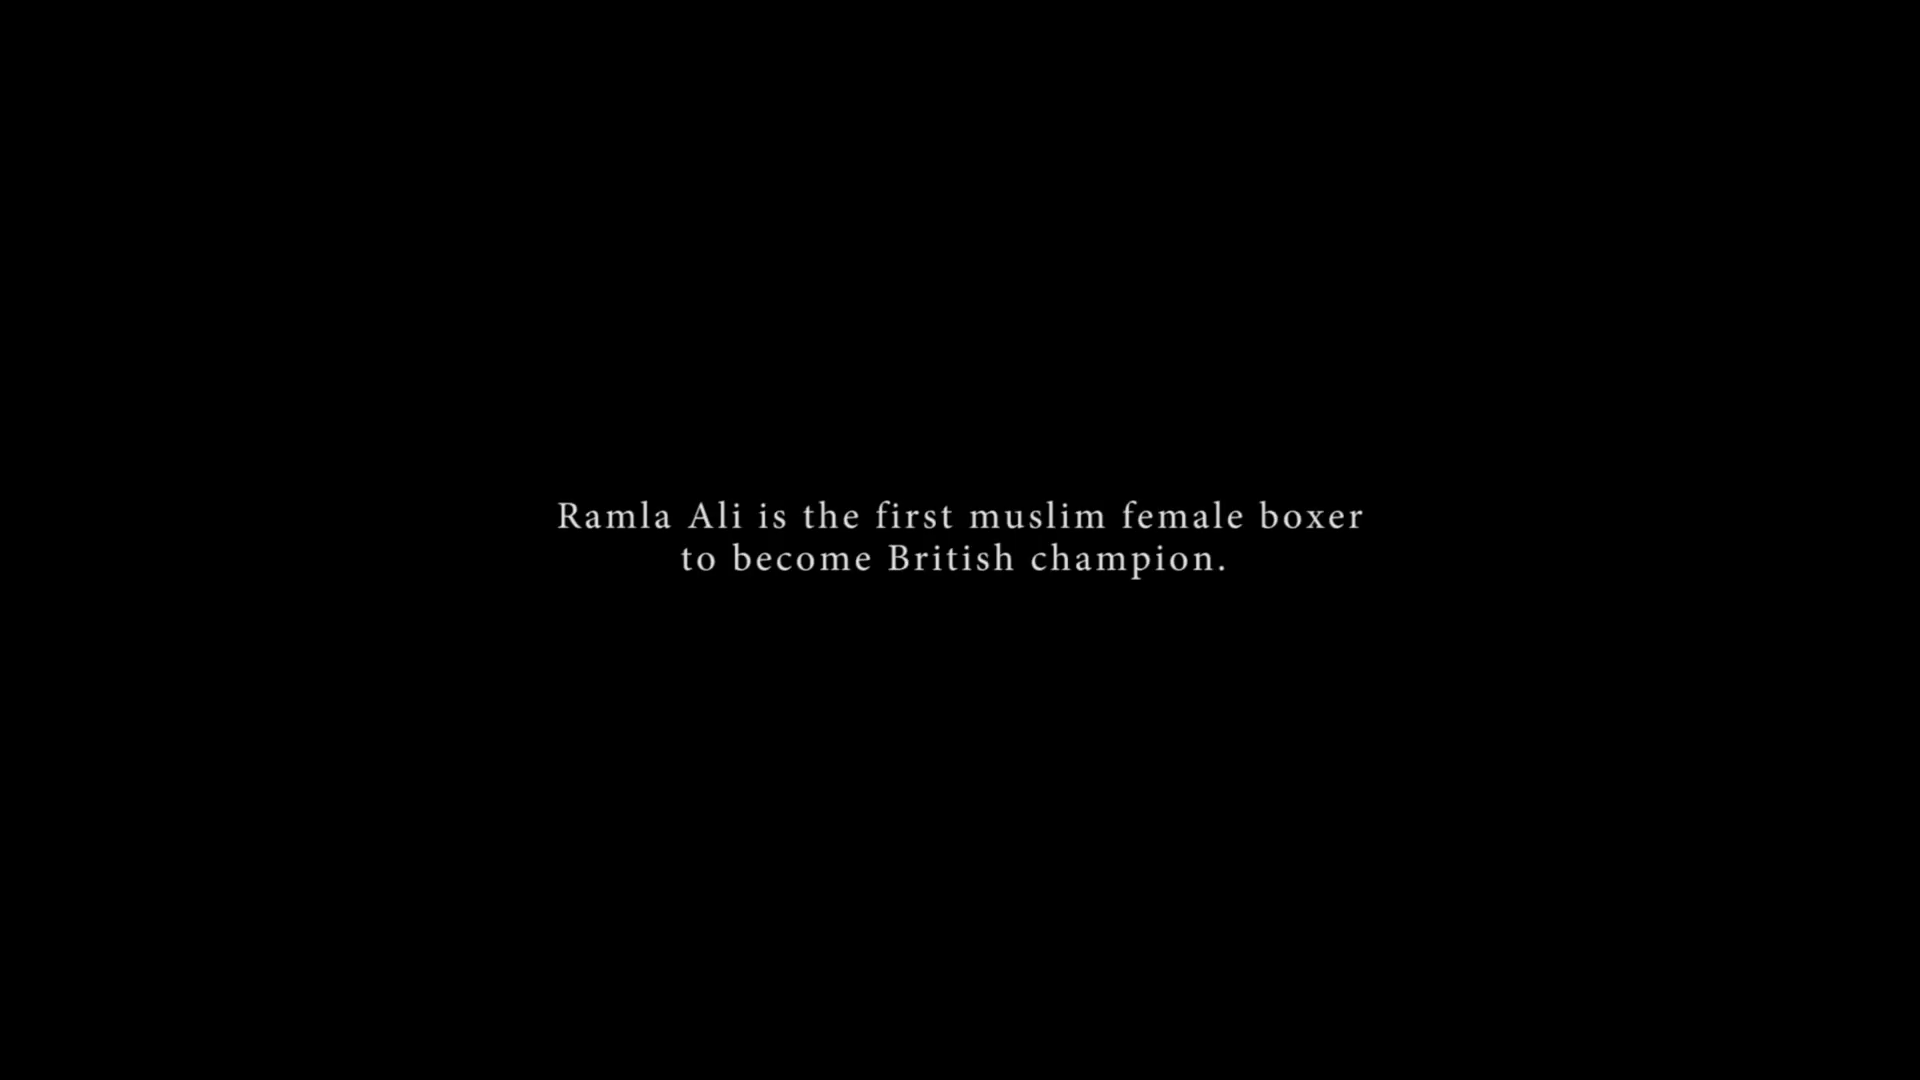 Ramla Ali is the first muslim female boxer
to become British champion.